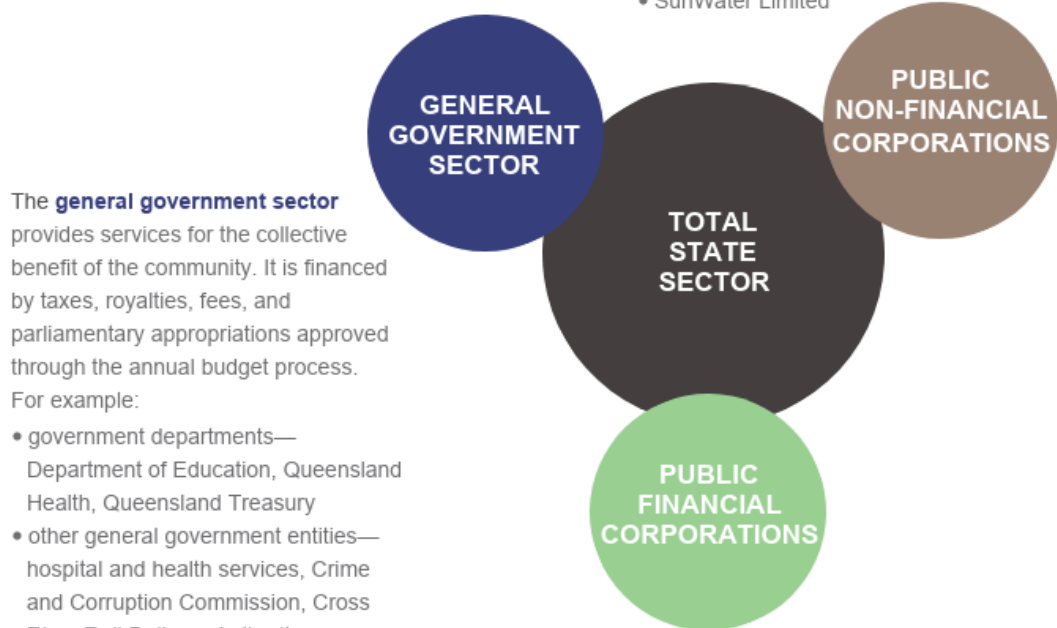 • SunWater Limited
GENERAL
GOVERNMENT
SECTOR
PUBLIC
NON-FINANCIAL
CORPORATIONS
TOTAL
STATE
SECTOR
The general government sector
provides services for the collective
benefit of the community. It is financed
by taxes, royalties, fees, and
parliamentary appropriations approved
through the annual budget process.
For example:
• government departments—
Department of Education, Queensland
Health, Queensland Treasury
• other general government entities—
hospital and health services, Crime
and Corruption Commission, Cross
PUBLIC
FINANCIAL
CORPORATIONS